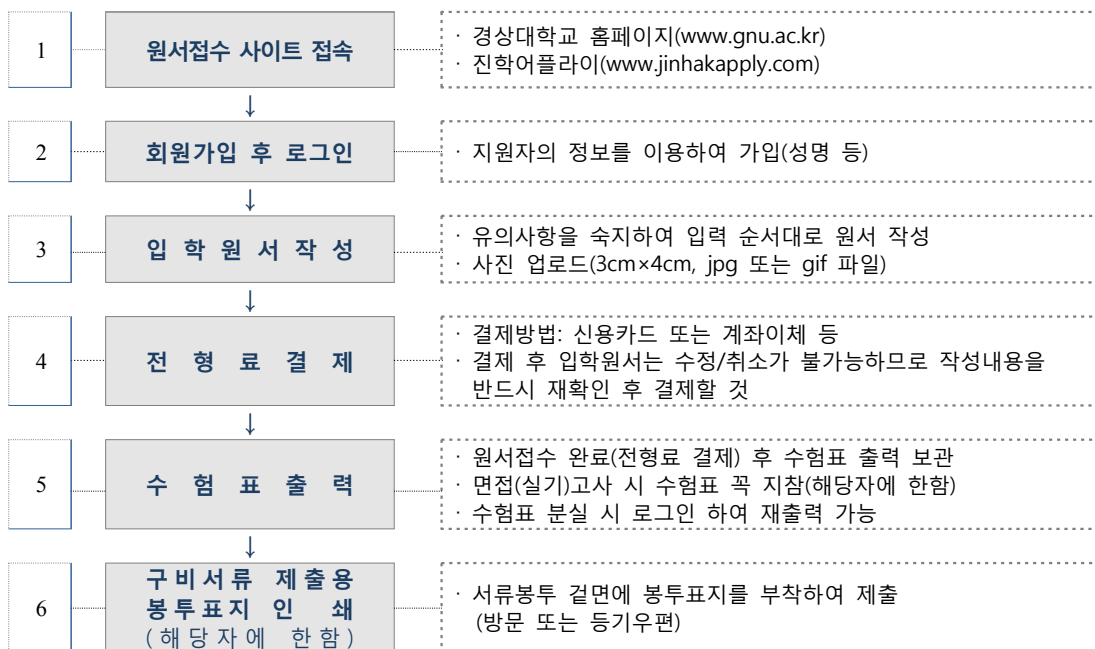 1
원서접수 사이트 접속
· 경상대학교 홈페이지(www.gnu.ac.kr)
· 진학어플라이(www.jinhakapply.com)
↓
2
회원가입 후 로그인
· 지원자의 정보를 이용하여 가입(성명 등)
↓
3
입 학 원 서 작 성
· 유의사항을 숙지하여 입력 순서대로 원서 작성
· 사진 업로드(3cm×4cm, jpg 또는 gif 파일)
↓
4
전 형 료 결 제
· 결제방법: 신용카드 또는 계좌이체 등
· 결제 후 입학원서는 수정/취소가 불가능하므로 작성내용을
반드시 재확인 후 결제할 것
↓
5
수 험 표 출 력
· 원서접수 완료(전형료 결제) 후 수험표 출력 보관
· 면접(실기)고사 시 수험표 꼭 지참(해당자에 한함)
· 수험표 분실 시 로그인 하여 재출력 가능
↓
6
구비서류 제출용
봉투표지 인 쇄
(해당자에 한함)
· 서류봉투 겉면에 봉투표지를 부착하여 제출
(방문 또는 등기우편)